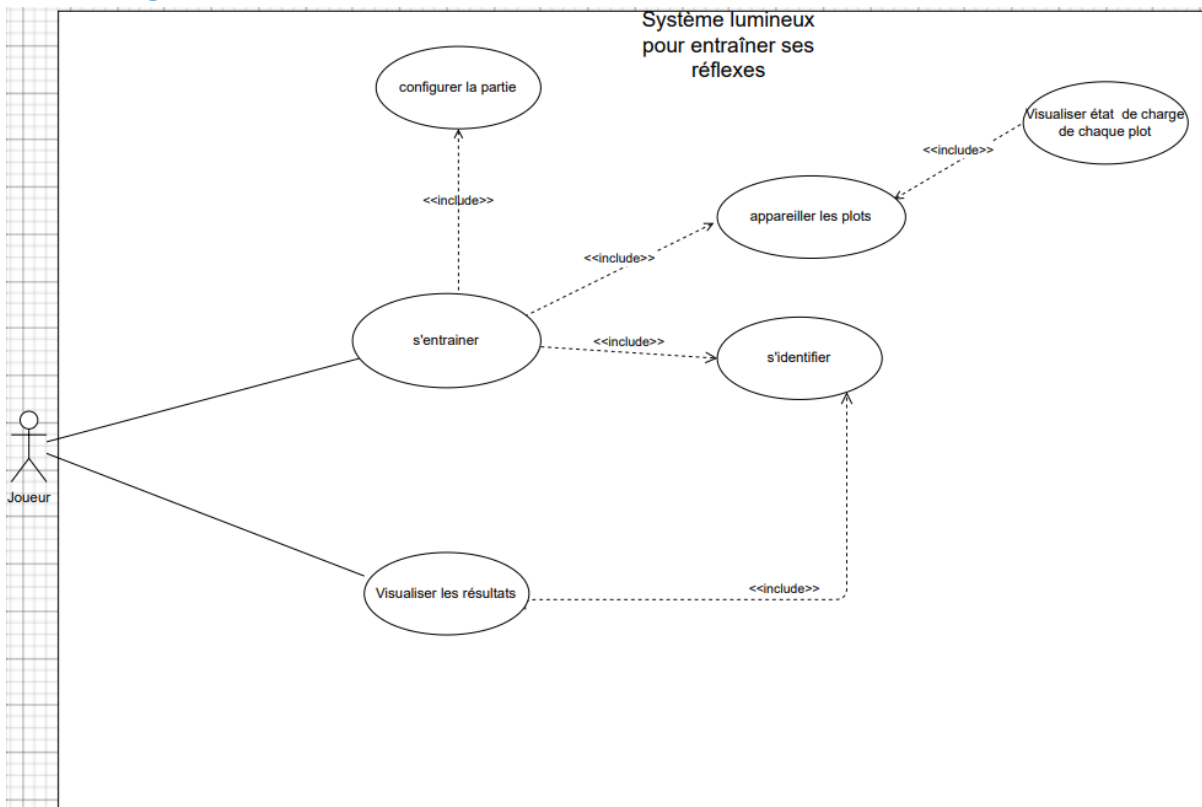 Système lumineux
pour entraîner ses
réflexes
configurer la partie
Visualiser état de charge
de chaque plot
<<include>>
<<include>>
appareiller les plots
<<include>>
s'entrainer
<<include>>
s'identifier
Joueur
Visualiser les résultats
<<include>>